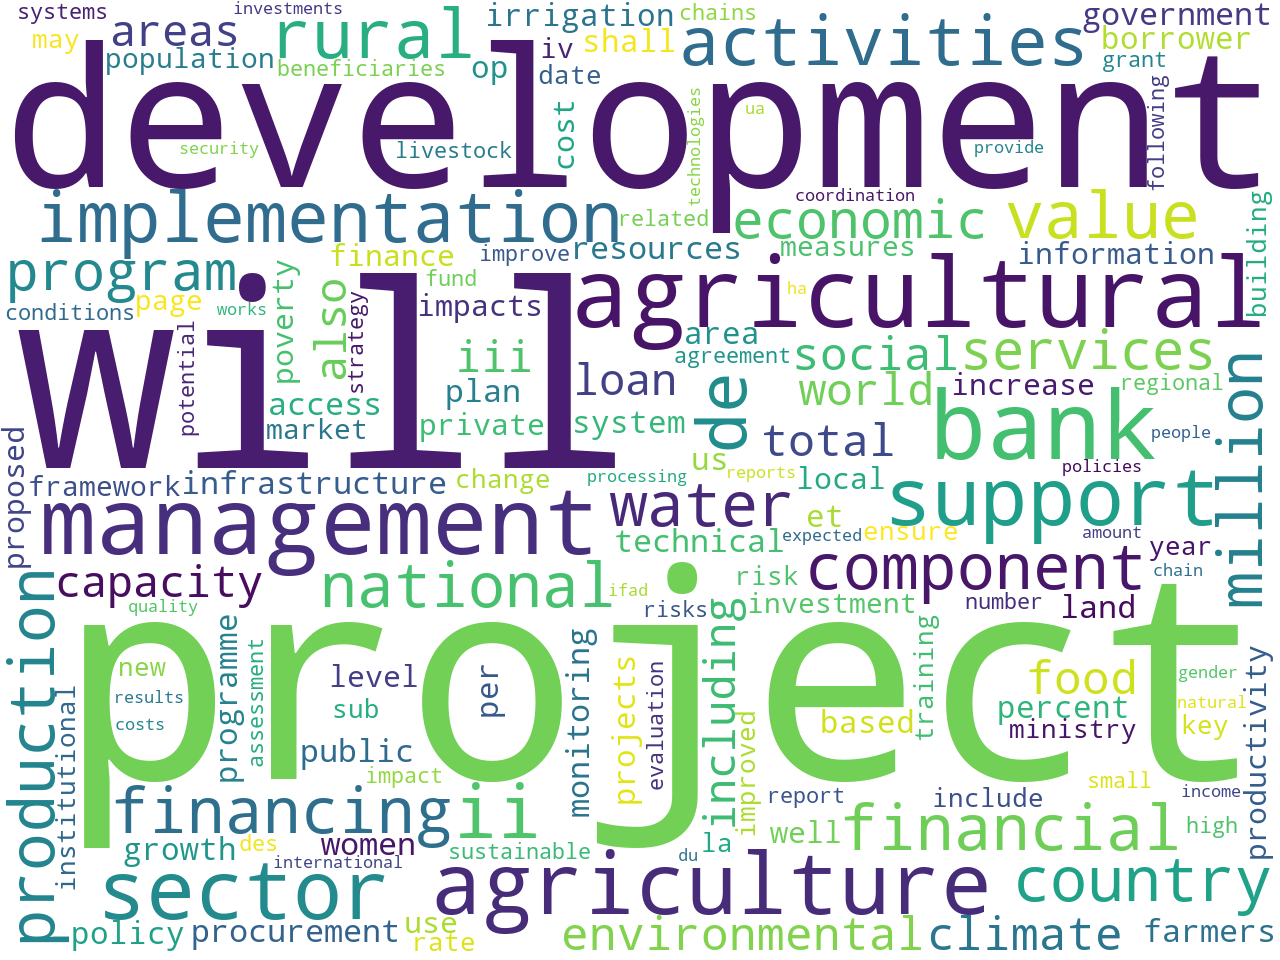 systems
investments
may
areas
rural
population
beneficiaries
op
irrigation
iv
shall
date
chains
activities
government
borrower
grant
development
security
livestock
cost
technologies
ua
provide
following
implementation
related
coordination
economic
value
building
program
finance
improve
resources
measures
information
conditions
page
works
poverty
also
strategy
fund
impacts
agricultural
ha
will
potential
iii
plan
loan
area
agreement
social
services
de
world
increase
regional
million
access
market
private
system
total
bank
people
proposed
framework
infrastructure
change
us
reports
processing
local
policies
support
management
water
et
technical
expected
ensure
amount
year
component
chain
capacity
national
ifad
risk
risks
investment
number
land
production
quality
project
new
results
costs
institutional
programme
assessment
level
sub
public
per
impact
monitoring
projects
evaluation
including
improved
based
training
food
percent
ministry
gender
natural
key
productivity
small
income
financing
ii
report
include
financial
high
growth
des
women
international
sustainable
du
la
well
sector
agriculture
country
policy
procurement
use
rate
environmental
climate
farmers